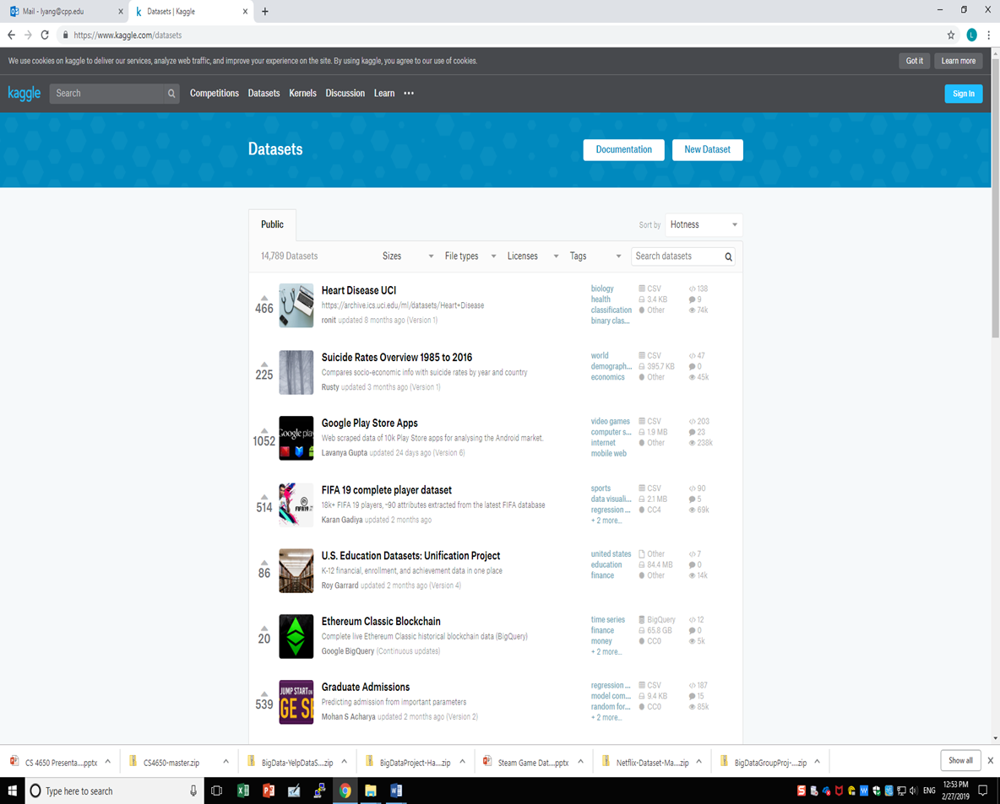 Mail - lyang@cpp.edu
Datasets | Kaggle
https://www.kaggle.com/datasets
We use cookies on kaggle to deliver our services, analyze web traffic, and improve your experience on the site. By using kaggle, you agree to our use of cookies.
Got it
Learn more
kaggle
Search
Competitions Datasets Kernels Discussion Learn •••
Sign In
Datasets
Documentation
New Dataset
Public
Sort by Hotness
14,789 Datasets
Sizes
File types
Licenses
Tags
Search datasets
466
Heart Disease UCI
https://archive.ics.uci.edu/ml/datasets/Heart+Disease
ronit updated 8 months ago (Version 1)
biology
health
classification
binary clas...
CSV
3.4 KB
Other
138
9
74k
225
Suicide Rates Overview 1985 to 2016
Compares socio-economic info with suicide rates by year and country
Rusty updated 3 months ago (Version 1)
world
demograph...
economics
CSV
395.7 KB
Other
47
0
45k
1052
Google play
Google Play Store Apps
Web scraped data of 10k Play Store apps for analysing the Android market.
Lavanya Gupta updated 24 days ago (Version 6)
video games
computer s...
internet
mobile web
CSV
1.9 MB
Other
203
23
238k
514
FIFA 19
FIFA 19 complete player dataset
18k+ FIFA 19 players, ~90 attributes extracted from the latest FIFA database
Karan Gadiya updated 2 months ago
sports
data visuali...
regression ...
+ 2 more...
CSV
2.1 MB
CC4
90
5
69k
86
U.S. Education Datasets: Unification Project
K-12 financial, enrollment, and achievement data in one place
Roy Garrard updated 2 months ago (Version 4)
united states
education
finance
Other
84.4 MB
Other
7
0
14k
20
Ethereum Classic Blockchain
Complete live Ethereum Classic historical blockchain data (BigQuery)
Google BigQuery (Continuous updates)
time series
finance
money
+ 2 more...
BigQuery
65.8 GB
CC0
12
0
5k
539
JUMP START ON
GE SE
Graduate Admissions
Predicting admission from important parameters
Mohan S Acharya updated 2 months ago (Version 2)
regression ...
model com...
random for...
+ 2 more...
CSV
9.4 KB
CC0
187
15
85k
CS 4650 Presenta....pptx
CS4650-master.zip
BigData-YelpDataS....zip
BigDataProject-Ha....zip
Steam Game Dat....pptx
Netflix-Dataset-Ma....zip
BigDataGroupProj-....zip
Show all
Type here to search
ENG
12:53 PM
2/27/2019